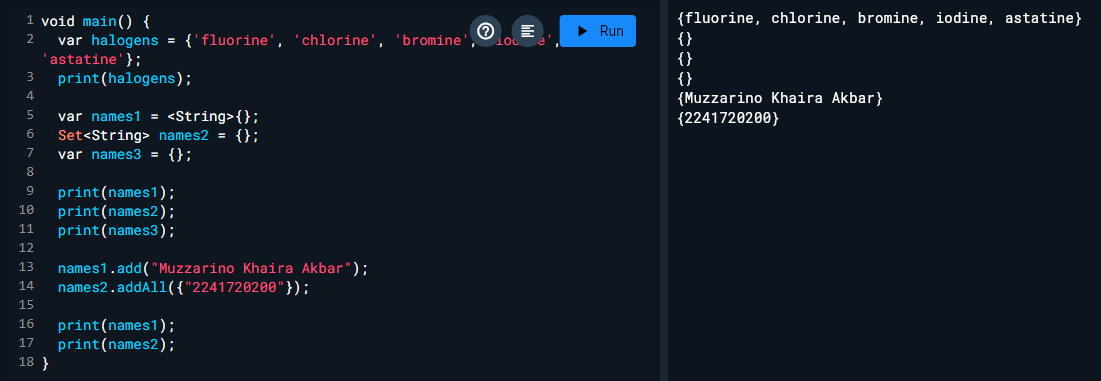 1 void main() {
2 var halogens = {'fluorine', 'chlorine', 'bromine',
Run
'astatine'};
3 print(halogens);
4
5 var names1 = <String>{};
6 Set<String> names2 = {};
7 var names3 = {};
8
9 print(names1);
10 print(names2);
11 print(names3);
12
13 names1.add("Muzzarino Khaira Akbar");
14 names2.addAll({"2241720200"});
15
16 print(names1);
17 print(names2);
18 }
{fluorine, chlorine, bromine, iodine, astatine}
{}
{}
{}
{Muzzarino Khaira Akbar}
{2241720200}